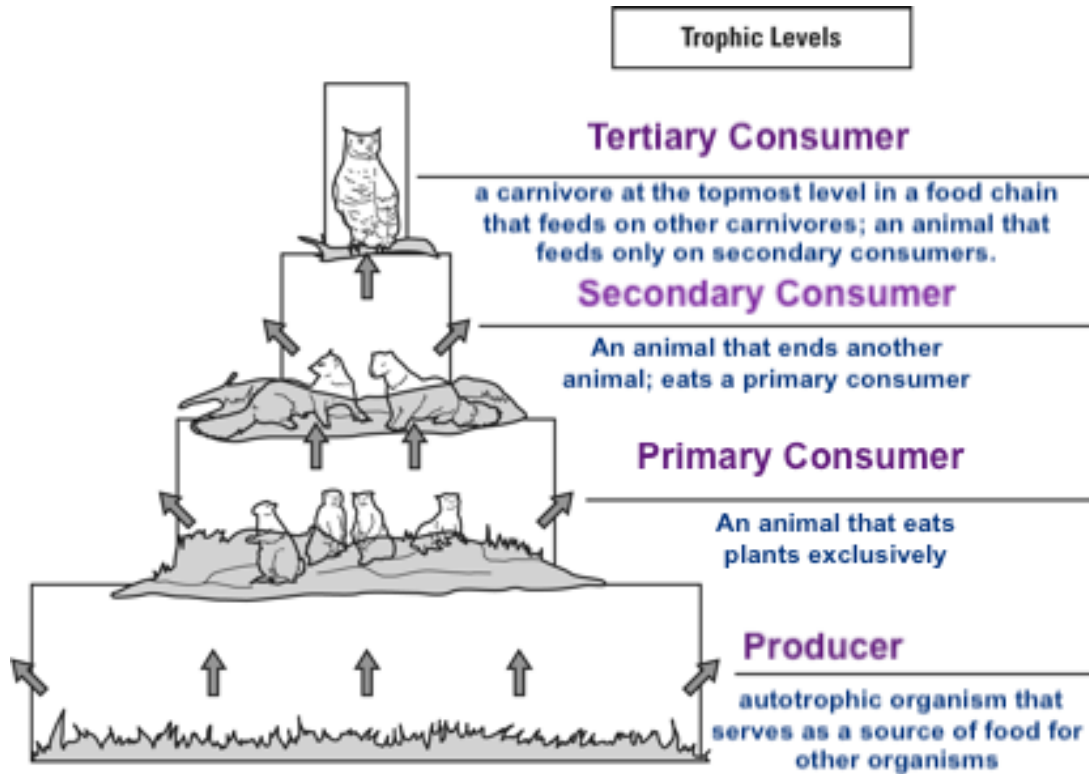 Trophic Levels
Tertiary Consumer
a carnivore at the topmost level in a food chain
that feeds on other carnivores; an animal that
feeds only on secondary consumers.
Secondary Consumer
An animal that ends another
animal; eats a primary consumer
Primary Consumer
An animal that eats
plants exclusively
Producer
autotrophic organism that
serves as a source of food for
other organisms